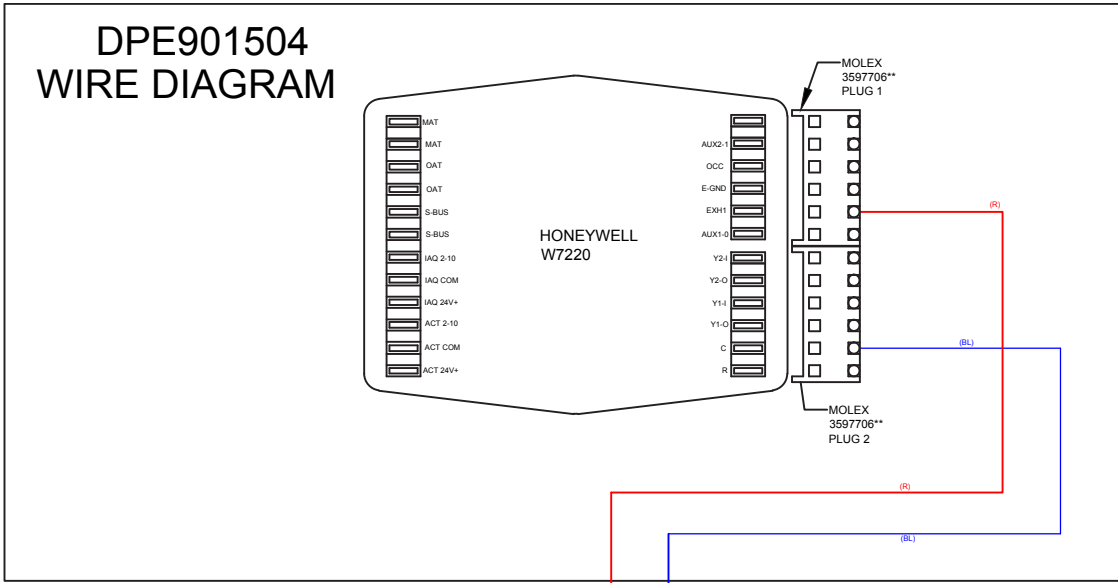 DPE901504
WIRE DIAGRAM
MOLEX
3597706**
PLUG 1
MAT
MAT
OAT
OAT
S-BUS
S-BUS
IAQ 2-10
IAQ COM
IAQ 24V+
ACT 2-10
ACT COM
ACT 24V+
HONEYWELL
W7220
AUX2-1
OCC
E-GND
EXH1
AUX1-0
Y2-I
Y2-O
Y1-I
Y1-O
C
R
(R)
(BL)
MOLEX
3597706**
PLUG 2
(R)
(BL)